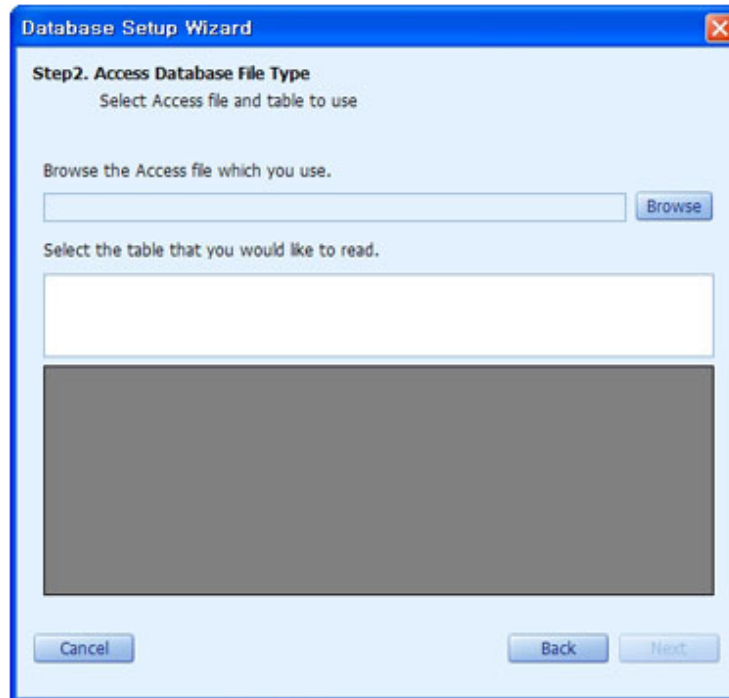 Database Setup Wizard
Step2. Access Database File Type
Select Access file and table to use
Browse the Access file which you use.
Browse
Select the table that you would like to read.
Cancel
Back
Next